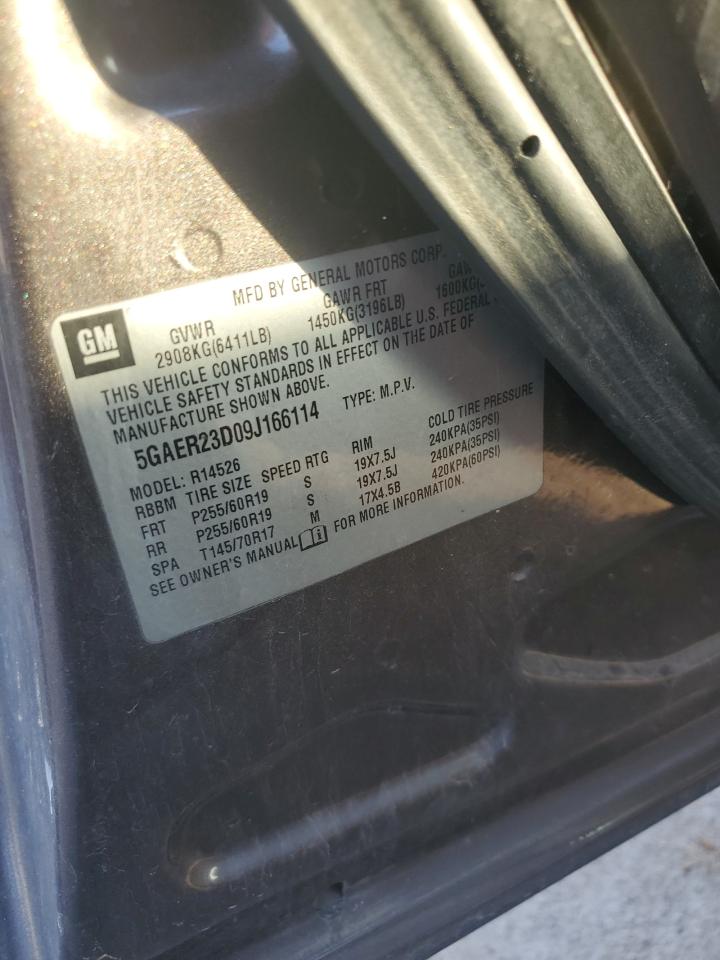 MFD BY GENERAL MOTORS CORP.
GM
GVWR GAWR FRT
2908KG(6411LB) 1450KG(3196LB) 1600KG(
THIS VEHICLE CONFORMS TO ALL APPLICABLE U.S. FEDERAL
VEHICLE SAFETY STANDARDS IN EFFECT ON THE DATE OF
MANUFACTURE SHOWN ABOVE.
5GAER23D09J166114 TYPE: M.P.V.
MODEL: R14526
RBBM TIRE SIZE SPEED RTG RIM COLD TIRE PRESSURE
FRT P255/60R19 S 19X7.5J 240KPA(35PSI)
RR P255/60R19 S 19X7.5J 240KPA(35PSI)
SPA T145/70R17 M 17X4.5B 420KPA(60PSI)
SEE OWNER'S MANUAL FOR MORE INFORMATION.